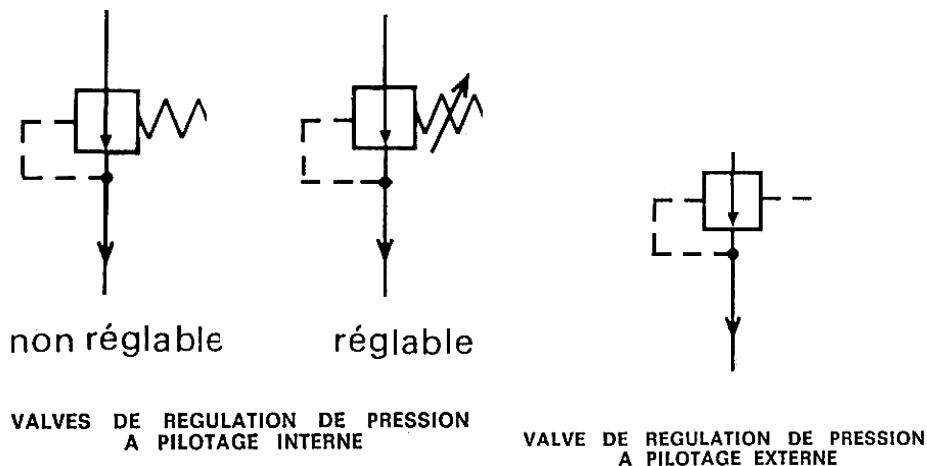 non réglable
réglable
VALVES DE REGULATION DE PRESSION
A PILOTAGE INTERNE
VALVE DE REGULATION DE PRESSION
A PILOTAGE EXTERNE